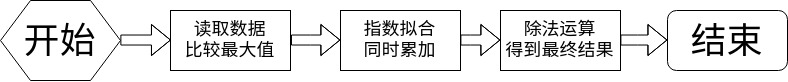 开始
读取数据
比较最大值
指数拟合
同时累加
除法运算
得到最终结果
结束